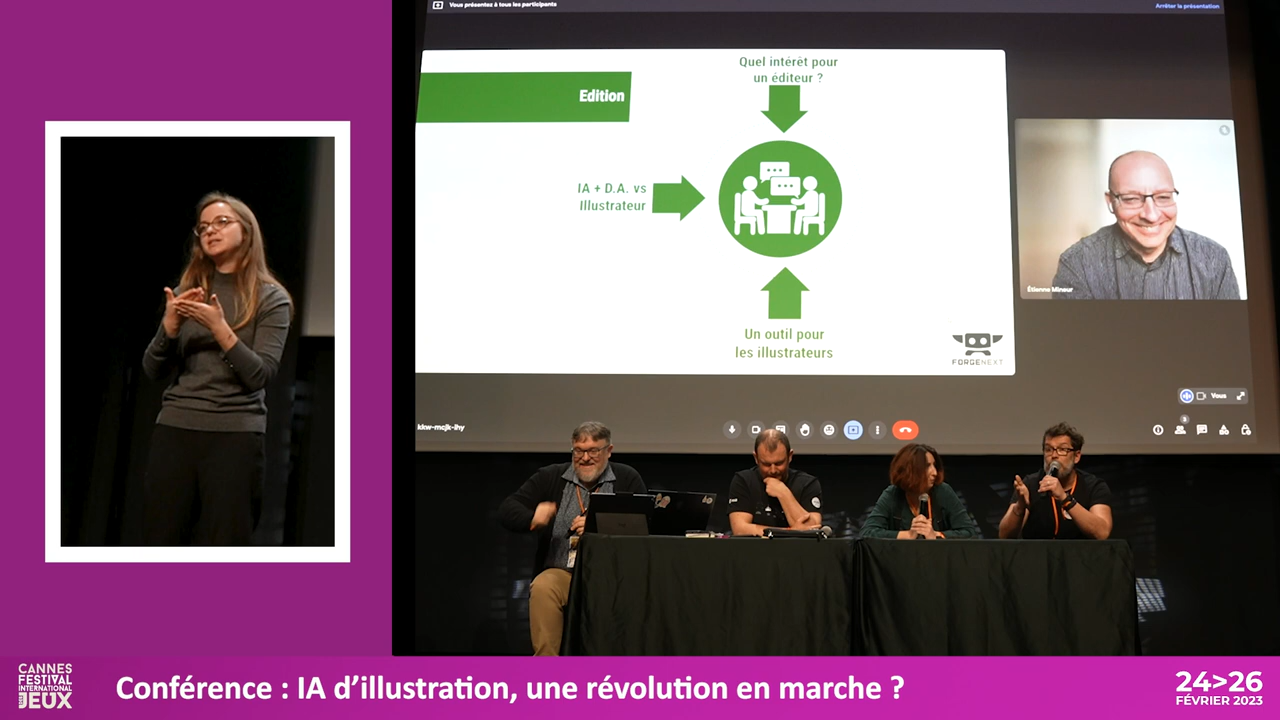 Vous présentez à tous les participants
Arrêter la présentation
Edition
Quel intérêt pour
un éditeur ?
IA + D.A. vs
Illustrateur
Un outil pour
les illustrateurs
FORGENEXT
Étienne Mineur
Vous
kkw-mcjk-lhy
CANNES
FESTIVAL
INTERNATIONAL
DES JEUX
Conférence : IA d'illustration, une révolution en marche ?
24>26
FÉVRIER 2023